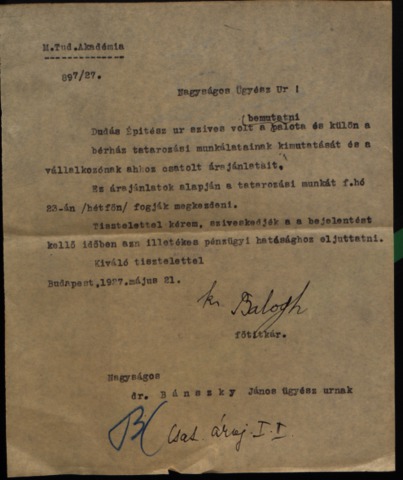 M.Tud.Akadémia
897/27.
Nagyságos Ügyész Ur !
bemutatni
Dudás Építész ur szives volt a palota és külön a
bérház tatarozási munkálatainak kimutatását és a
vállalkozónak ahhoz csatolt árajánlatait.
Ez árajánlatok alapján a tatarozási munkát f.hó
23-án /hétfőn/ fogják megkezdeni.
Tisztelettel kérem, sziveskedjék a a bejelentést
kellő időben azn illetékes pénzügyi hatósághoz eljuttatni.
Kiváló tisztelettel
Budapest,1927.május 21.
Balogh
főtitkár.
Nagyságos
dr. Bánszky János ügyész urnak